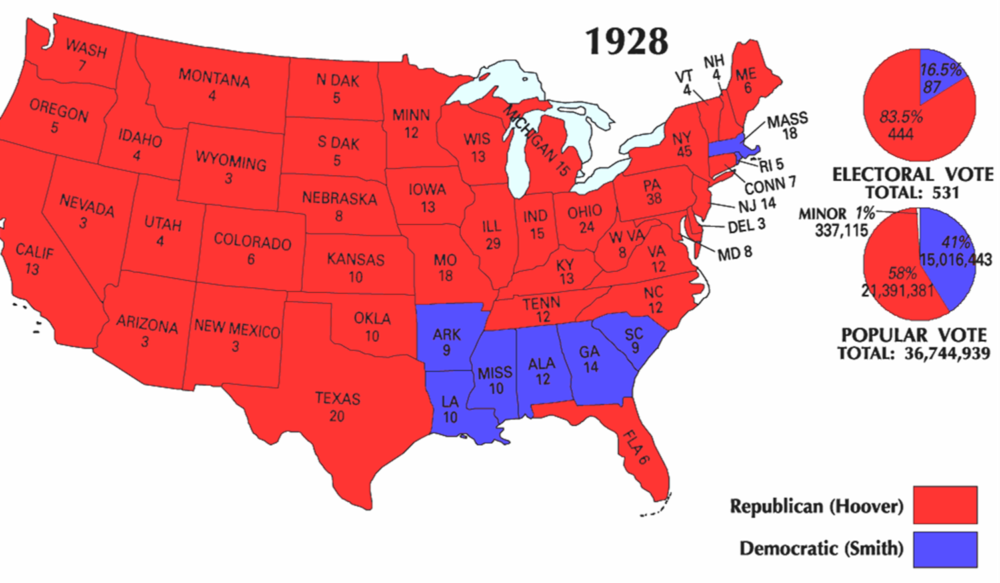 1928
WASH
7
MONTANA
4
N DAK
5
MINN
12
OREGON
5
IDAHO
4
WYOMING
3
S DAK
5
WIS
13
MICHIGAN 15
VT
4
NH
4
ME
6
MASS
18
NY
45
RI 5
CONN 7
NJ 14
DEL 3
MD 8
PA
38
NEVADA
3
UTAH
4
COLORADO
6
NEBRASKA
8
IOWA
13
ILL
29
IND
15
OHIO
24
W VA
8
VA
12
CALIF
13
KANSAS
10
MO
18
KY
13
TENN
12
NC
12
ARIZONA
3
NEW MEXICO
3
OKLA
10
ARK
9
SC
9
TEXAS
20
LA
10
MISS
10
ALA
12
GA
14
FLA 6
16.5%
87
83.5%
444
ELECTORAL VOTE
TOTAL: 531
MINOR 1%
337,115
41%
15,016,443
58%
21,391,381
POPULAR VOTE
TOTAL: 36,744,939
Republican (Hoover)
Democratic (Smith)